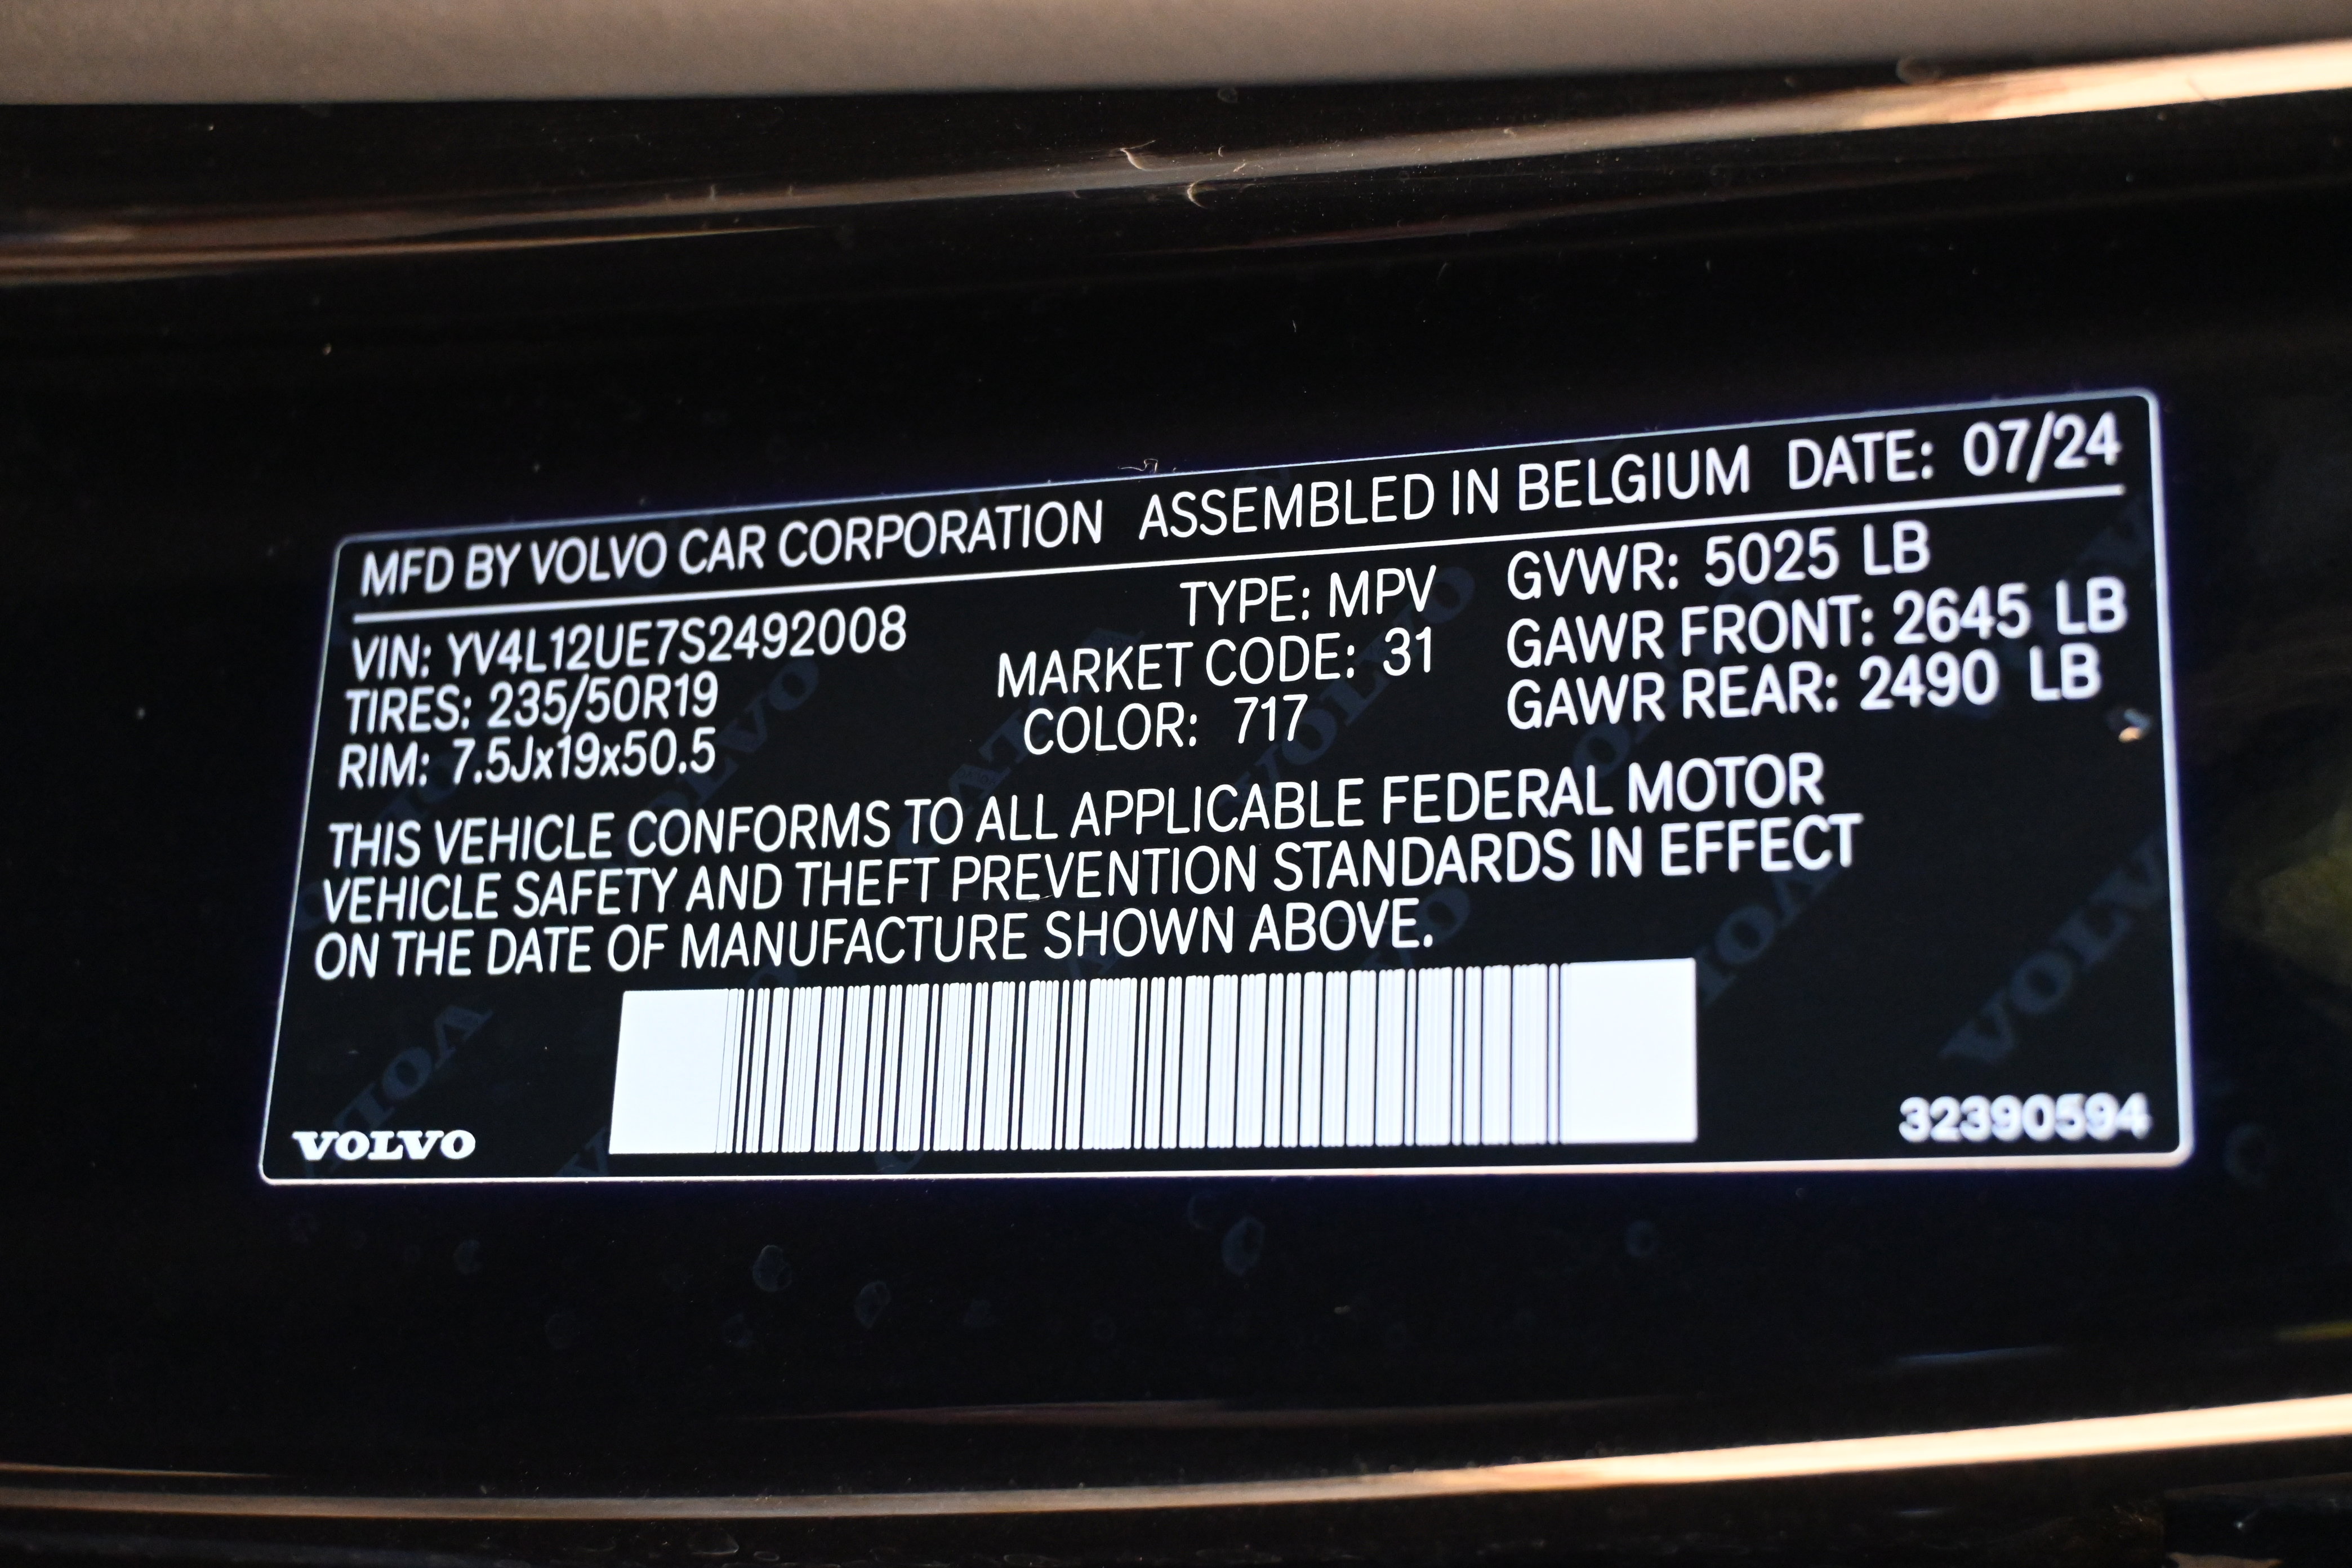 MFD BY VOLVO CAR CORPORATION ASSEMBLED IN BELGIUM DATE: 07/24
VIN: YV4L12UE7S2492008 TYPE: MPV GVWR: 5025 LB
TIRES: 235/50R19 MARKET CODE: 31 GAWR FRONT: 2645 LB
RIM: 7.5Jx19x50.5 COLOR: 717 GAWR REAR: 2490 LB
THIS VEHICLE CONFORMS TO ALL APPLICABLE FEDERAL MOTOR
VEHICLE SAFETY AND THEFT PREVENTION STANDARDS IN EFFECT
ON THE DATE OF MANUFACTURE SHOWN ABOVE.
VOLVO 32390594